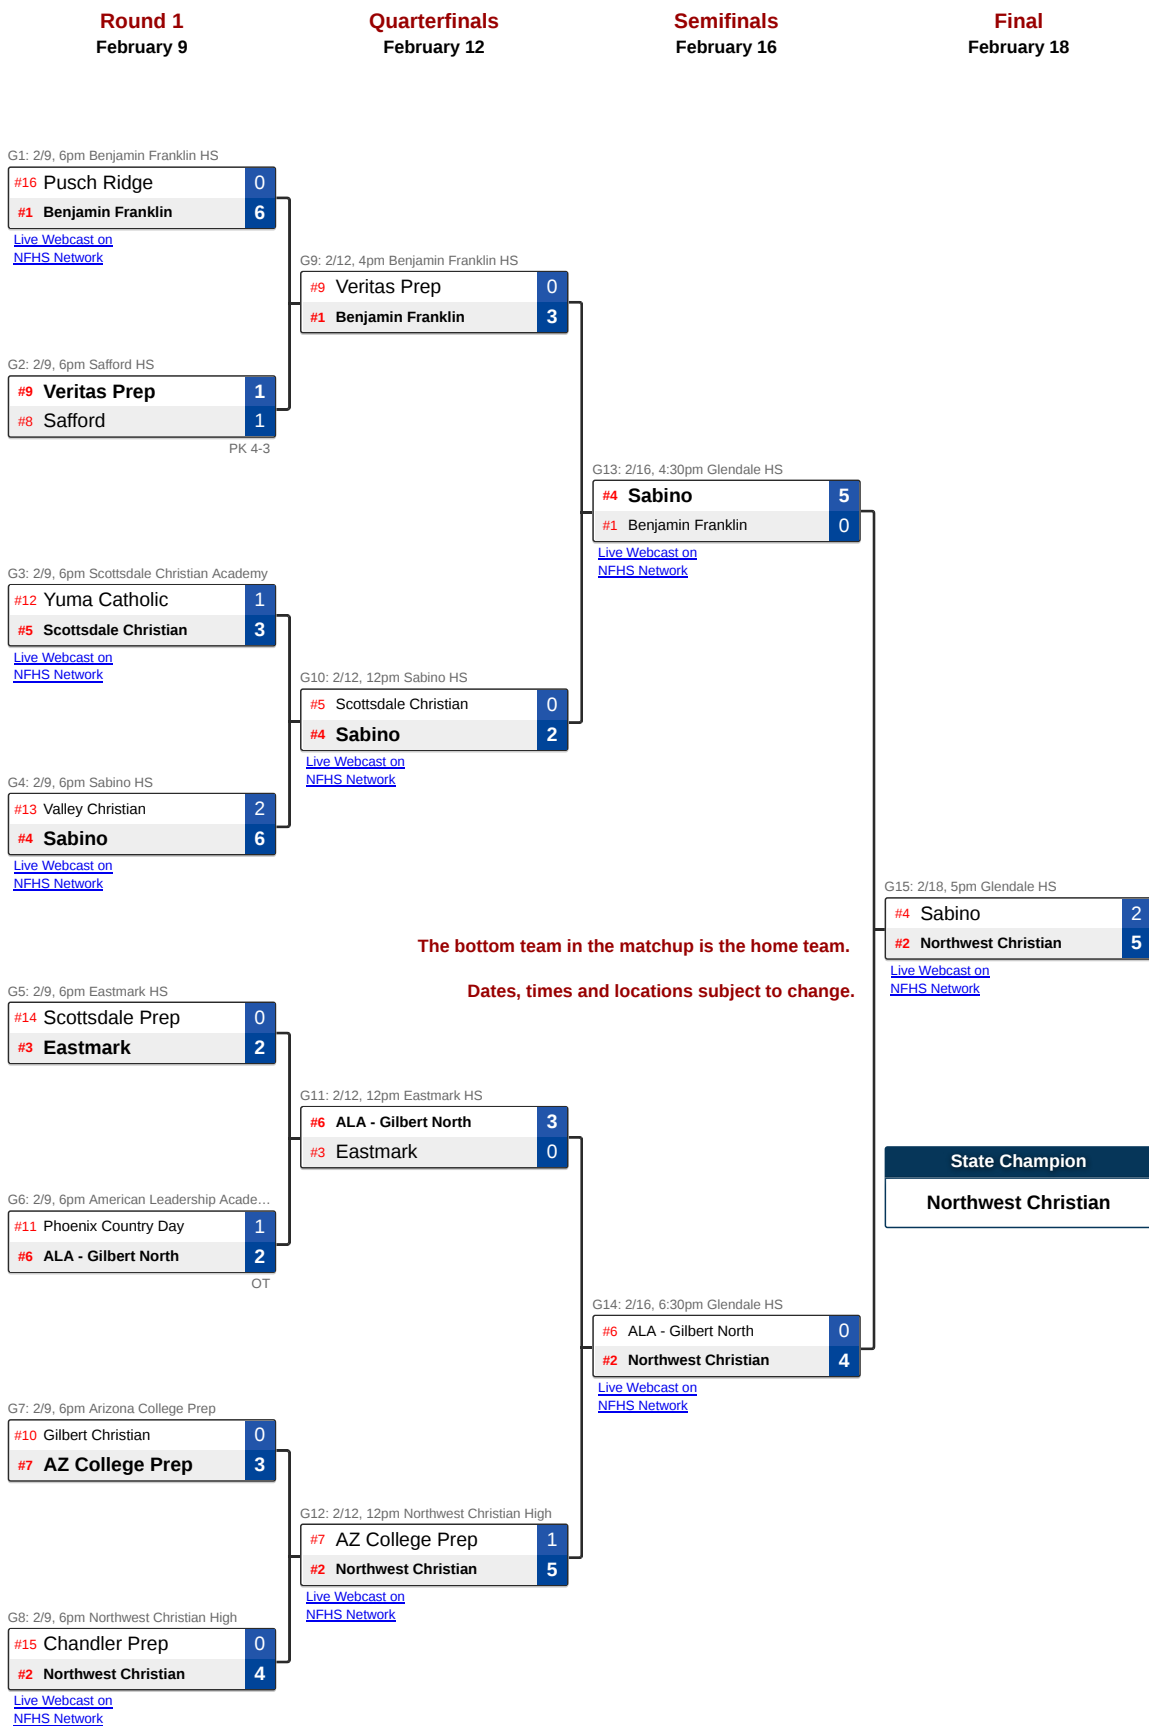 Round 1
February 9
Quarterfinals
February 12
Semifinals
February 16
Final
February 18
G1: 2/9, 6pm Benjamin Franklin HS
#16 Pusch Ridge 0
#1 Benjamin Franklin 6
Live Webcast on
NFHS Network
G2: 2/9, 6pm Safford HS
#9 Veritas Prep 1
#8 Safford 1
PK 4-3
G3: 2/9, 6pm Scottsdale Christian Academy
#12 Yuma Catholic 1
#5 Scottsdale Christian 3
Live Webcast on
NFHS Network
G4: 2/9, 6pm Sabino HS
#13 Valley Christian 2
#4 Sabino 6
Live Webcast on
NFHS Network
G5: 2/9, 6pm Eastmark HS
#14 Scottsdale Prep 0
#3 Eastmark 2
G6: 2/9, 6pm American Leadership Acade...
#11 Phoenix Country Day 1
#6 ALA - Gilbert North 2
OT
G7: 2/9, 6pm Arizona College Prep
#10 Gilbert Christian 0
#7 AZ College Prep 3
G8: 2/9, 6pm Northwest Christian High
#15 Chandler Prep 0
#2 Northwest Christian 4
Live Webcast on
NFHS Network
G9: 2/12, 4pm Benjamin Franklin HS
#9 Veritas Prep 0
#1 Benjamin Franklin 3
G10: 2/12, 12pm Sabino HS
#5 Scottsdale Christian 0
#4 Sabino 2
Live Webcast on
NFHS Network
G11: 2/12, 12pm Eastmark HS
#6 ALA - Gilbert North 3
#3 Eastmark 0
G12: 2/12, 12pm Northwest Christian High
#7 AZ College Prep 1
#2 Northwest Christian 5
Live Webcast on
NFHS Network
G13: 2/16, 4:30pm Glendale HS
#4 Sabino 5
#1 Benjamin Franklin 0
Live Webcast on
NFHS Network
The bottom team in the matchup is the home team.
Dates, times and locations subject to change.
G14: 2/16, 6:30pm Glendale HS
#6 ALA - Gilbert North 0
#2 Northwest Christian 4
Live Webcast on
NFHS Network
G15: 2/18, 5pm Glendale HS
#4 Sabino 2
#2 Northwest Christian 5
Live Webcast on
NFHS Network
State Champion
Northwest Christian